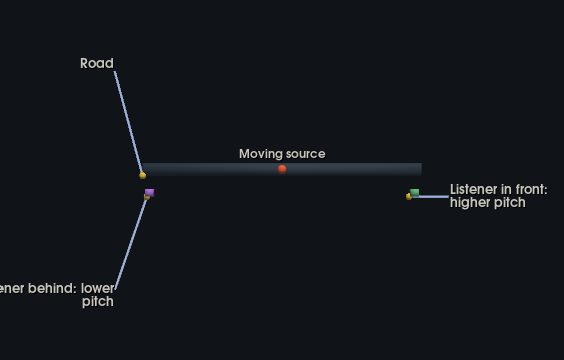 Road
Moving source
Listener in front:
higher pitch
ener behind: lower
pitch